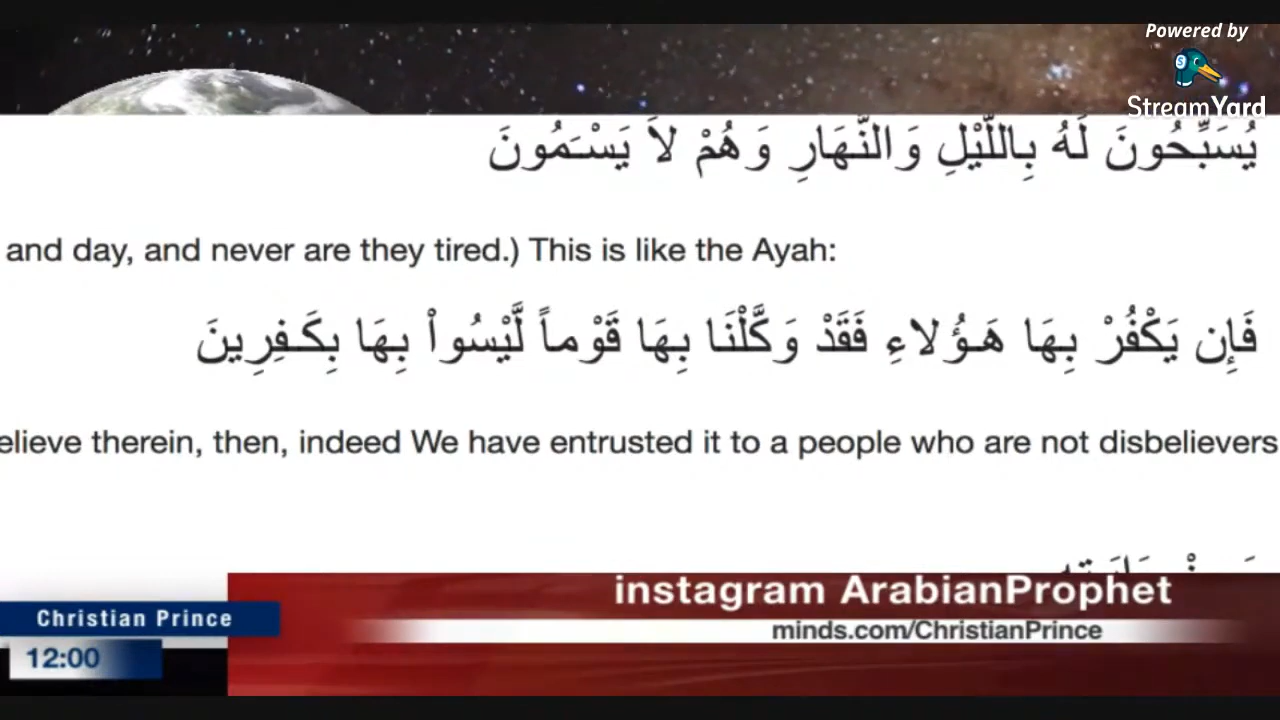 Powered by
StreamYard
يُسَبِّحُونَ لَهُ بِاللَّيْلِ وَالنَّهَارِ وَهُمْ لاَ يَسْـَمُونَ
and day, and never are they tired.) This is like the Ayah:
فَإِن يَكْفُرْ بِهَا هَـؤُلاءِ فَقَدْ وَكَّلْنَا بِهَا قَوْماً لَّيْسُواْ بِهَا بِكَـفِرِينَ
elieve therein, then, indeed We have entrusted it to a people who are not disbelievers
instagram ArabianProphet
minds.com/ChristianPrince
Christian Prince
12:00